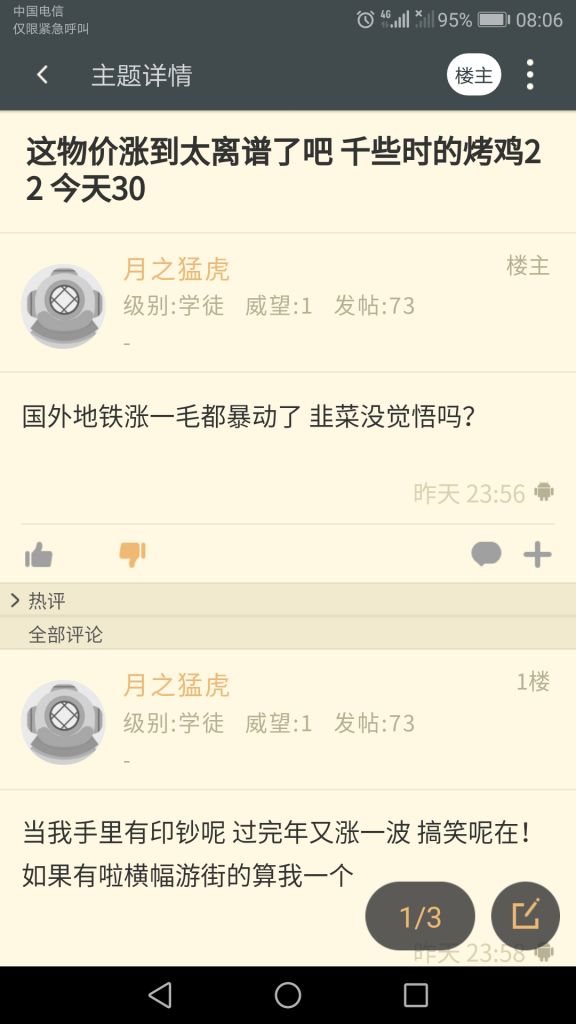 中国电信
仅限紧急呼叫
4G
95%
08:06
主题详情
楼主
这物价涨到太离谱了吧 千些时的烤鸡2
2 今天30
月之猛虎
楼主
级别:学徒 威望:1 发帖:73
-
国外地铁涨一毛都暴动了 韭菜没觉悟吗?
昨天 23:56
热评
全部评论
月之猛虎
1楼
级别:学徒 威望:1 发帖:73
-
当我手里有印钞呢 过完年又涨一波 搞笑呢在!
如果有啦横幅游街的算我一个
1/3
昨天 23:58